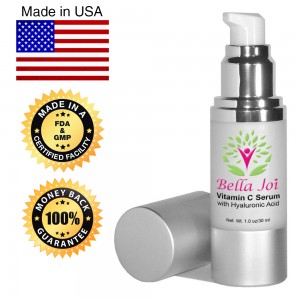 Made in USA
MADE IN A
FDA
& GMP
CERTIFIED FACILITY
MONEY BACK
100%
GUARANTEE
Bella Joi
Vitamin C Serum
with Hyaluronic Acid
Net. Wt. 1.0 oz/30 ml